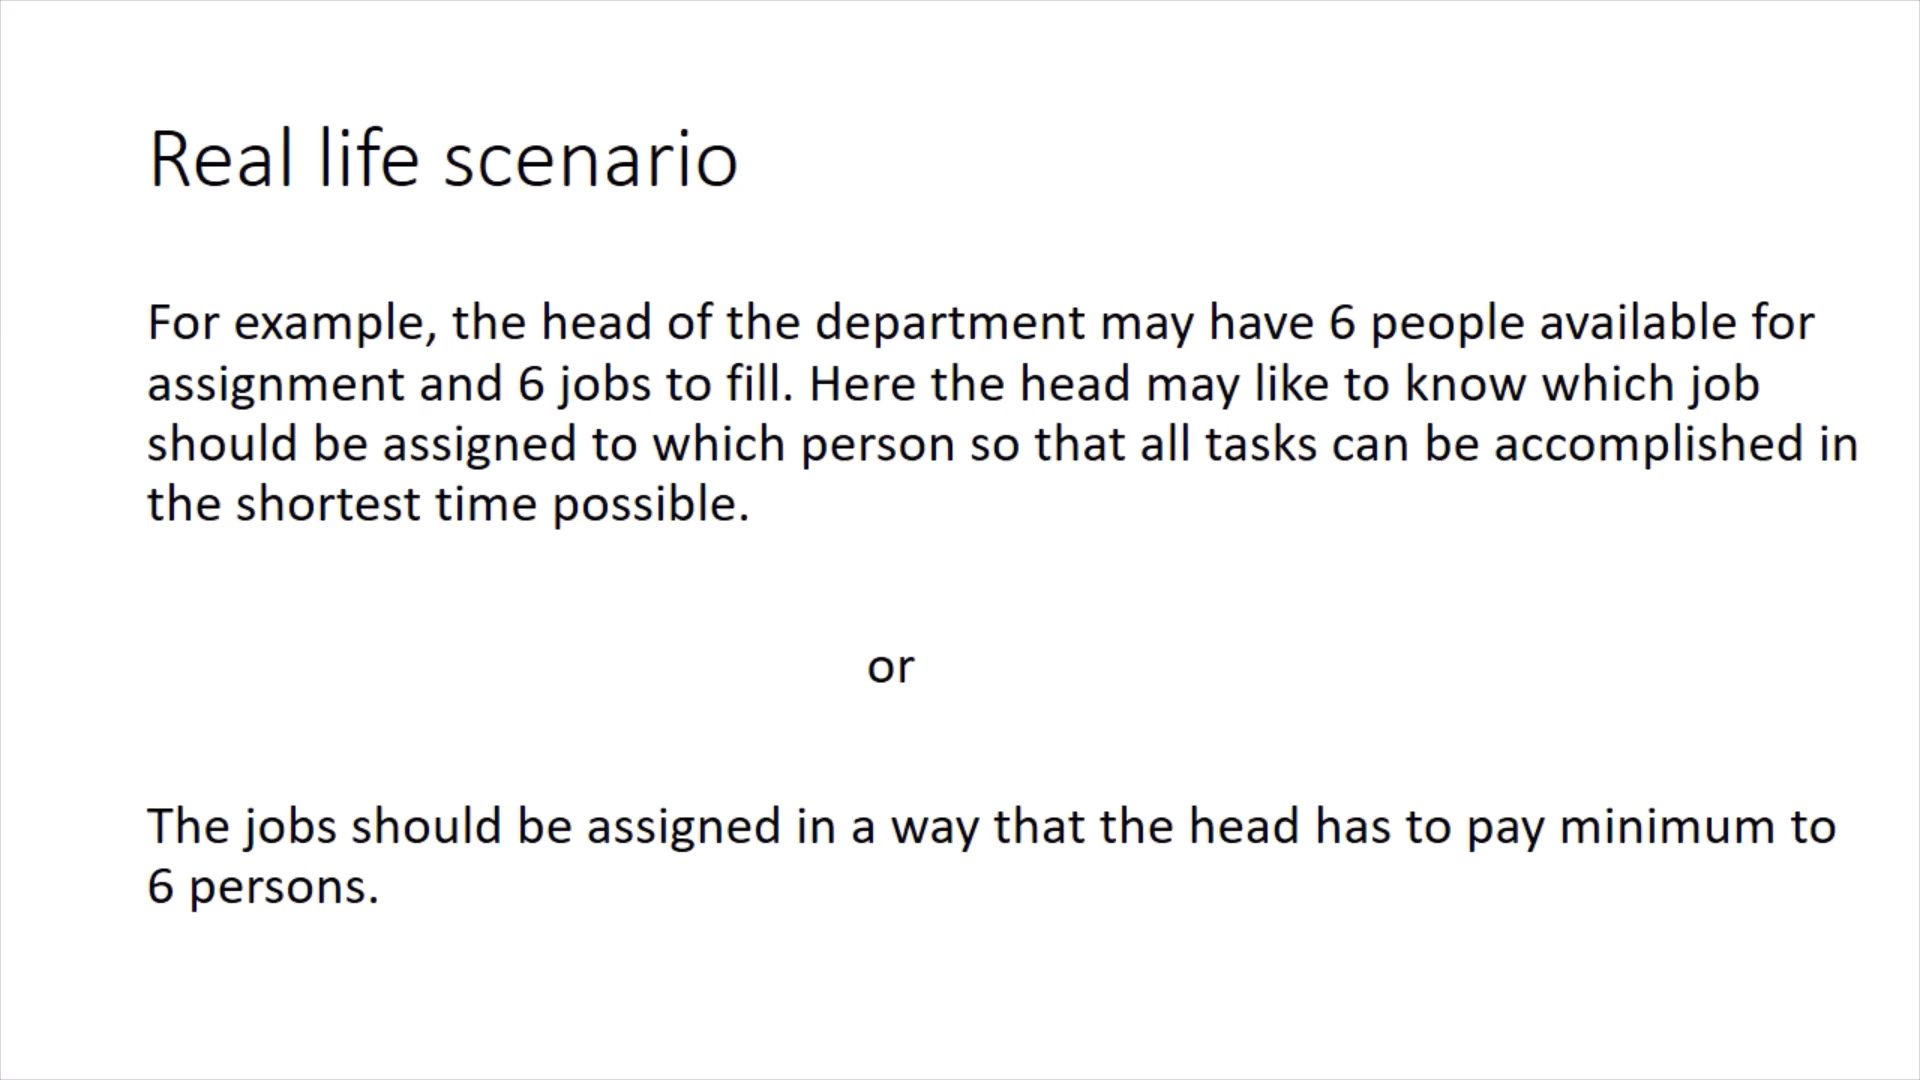 Real life scenario
For example, the head of the department may have 6 people available for
assignment and 6 jobs to fill. Here the head may like to know which job
should be assigned to which person so that all tasks can be accomplished in
the shortest time possible.
or
The jobs should be assigned in a way that the head has to pay minimum to
6 persons.